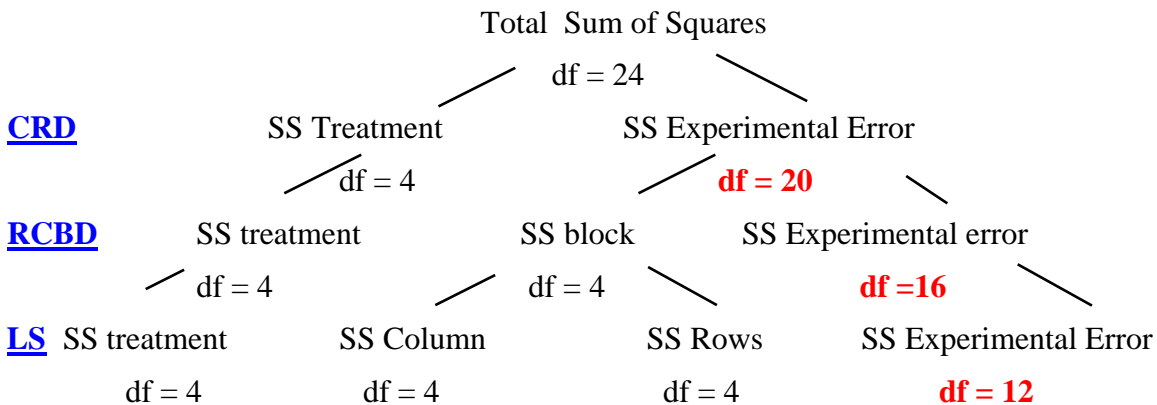 Total Sum of Squares
df = 24
CRD SS Treatment SS Experimental Error
df = 4 df = 20
RCBD SS treatment SS block SS Experimental error
df = 4 df = 4 df =16
LS SS treatment SS Column SS Rows SS Experimental Error
df = 4 df = 4 df = 4 df = 12